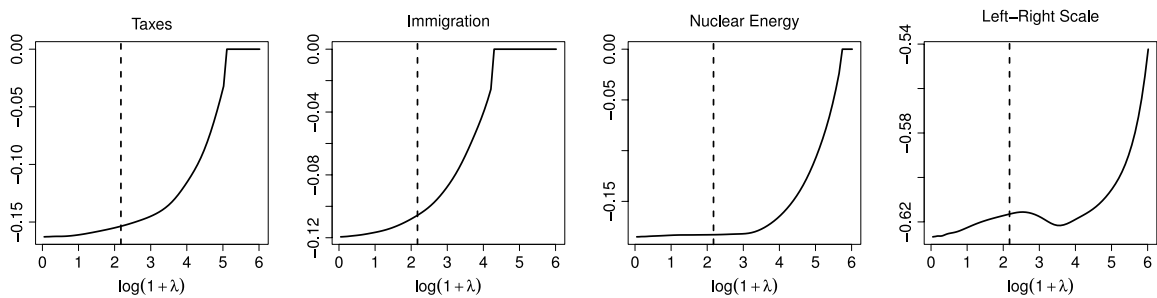 Taxes
0.00
−0.05
−0.10
−0.15
0 1 2 3 4 5 6
log(1+λ)
Immigration
0.00
−0.04
−0.08
−0.12
0 1 2 3 4 5 6
log(1+λ)
Nuclear Energy
0.00
−0.05
−0.15
0 1 2 3 4 5 6
log(1+λ)
Left−Right Scale
−0.54
−0.58
−0.62
0 1 2 3 4 5 6
log(1+λ)